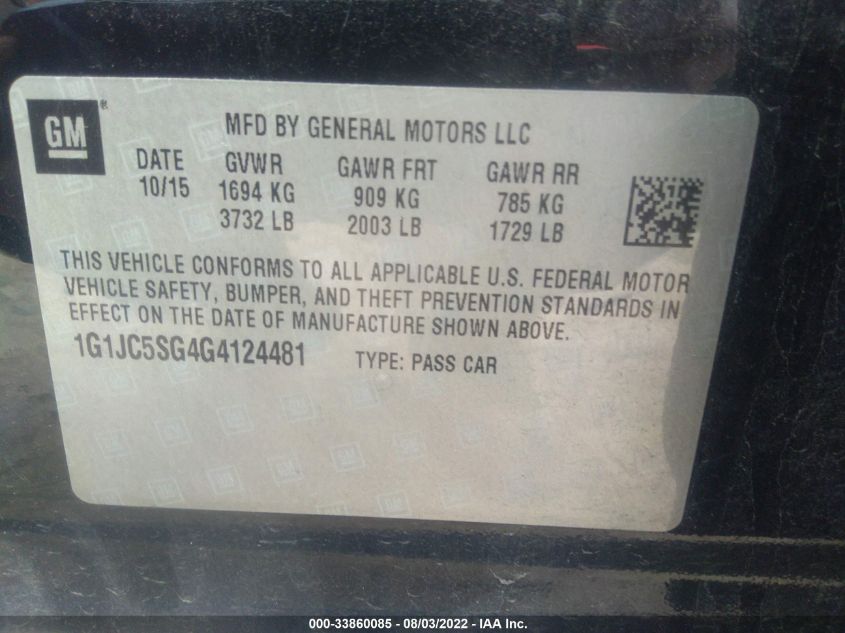 GM®
MFD BY GENERAL MOTORS LLC
DATE GVWR GAWR FRT GAWR RR
10/15 1694 KG 909 KG 785 KG
3732 LB 2003 LB 1729 LB
THIS VEHICLE CONFORMS TO ALL APPLICABLE U.S. FEDERAL MOTOR
VEHICLE SAFETY, BUMPER, AND THEFT PREVENTION STANDARDS IN
EFFECT ON THE DATE OF MANUFACTURE SHOWN ABOVE.
1G1JC5SG4G4124481 TYPE: PASS CAR
000-33860085 - 08/03/2022 - IAA Inc.